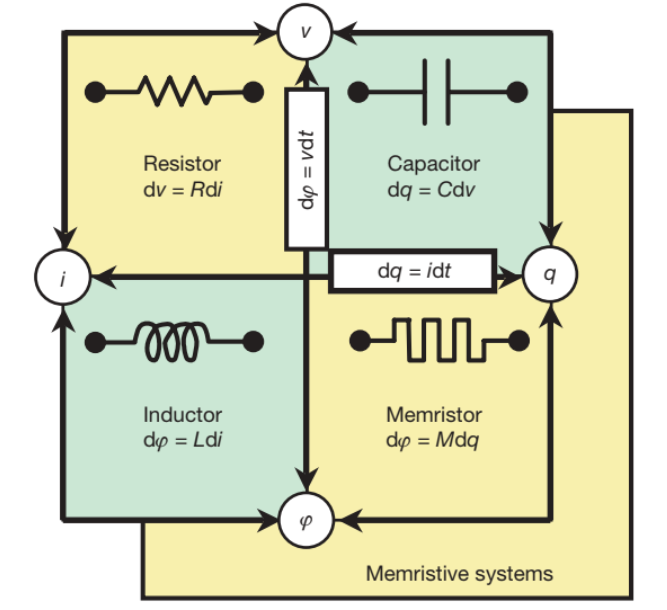 v
Resistor
dv = Rdi
Capacitor
dq = Cdv
dφ = vdt
i
dq = idt
q
Inductor
dφ = Ldi
Memristor
dφ = Mdq
φ
Memristive systems